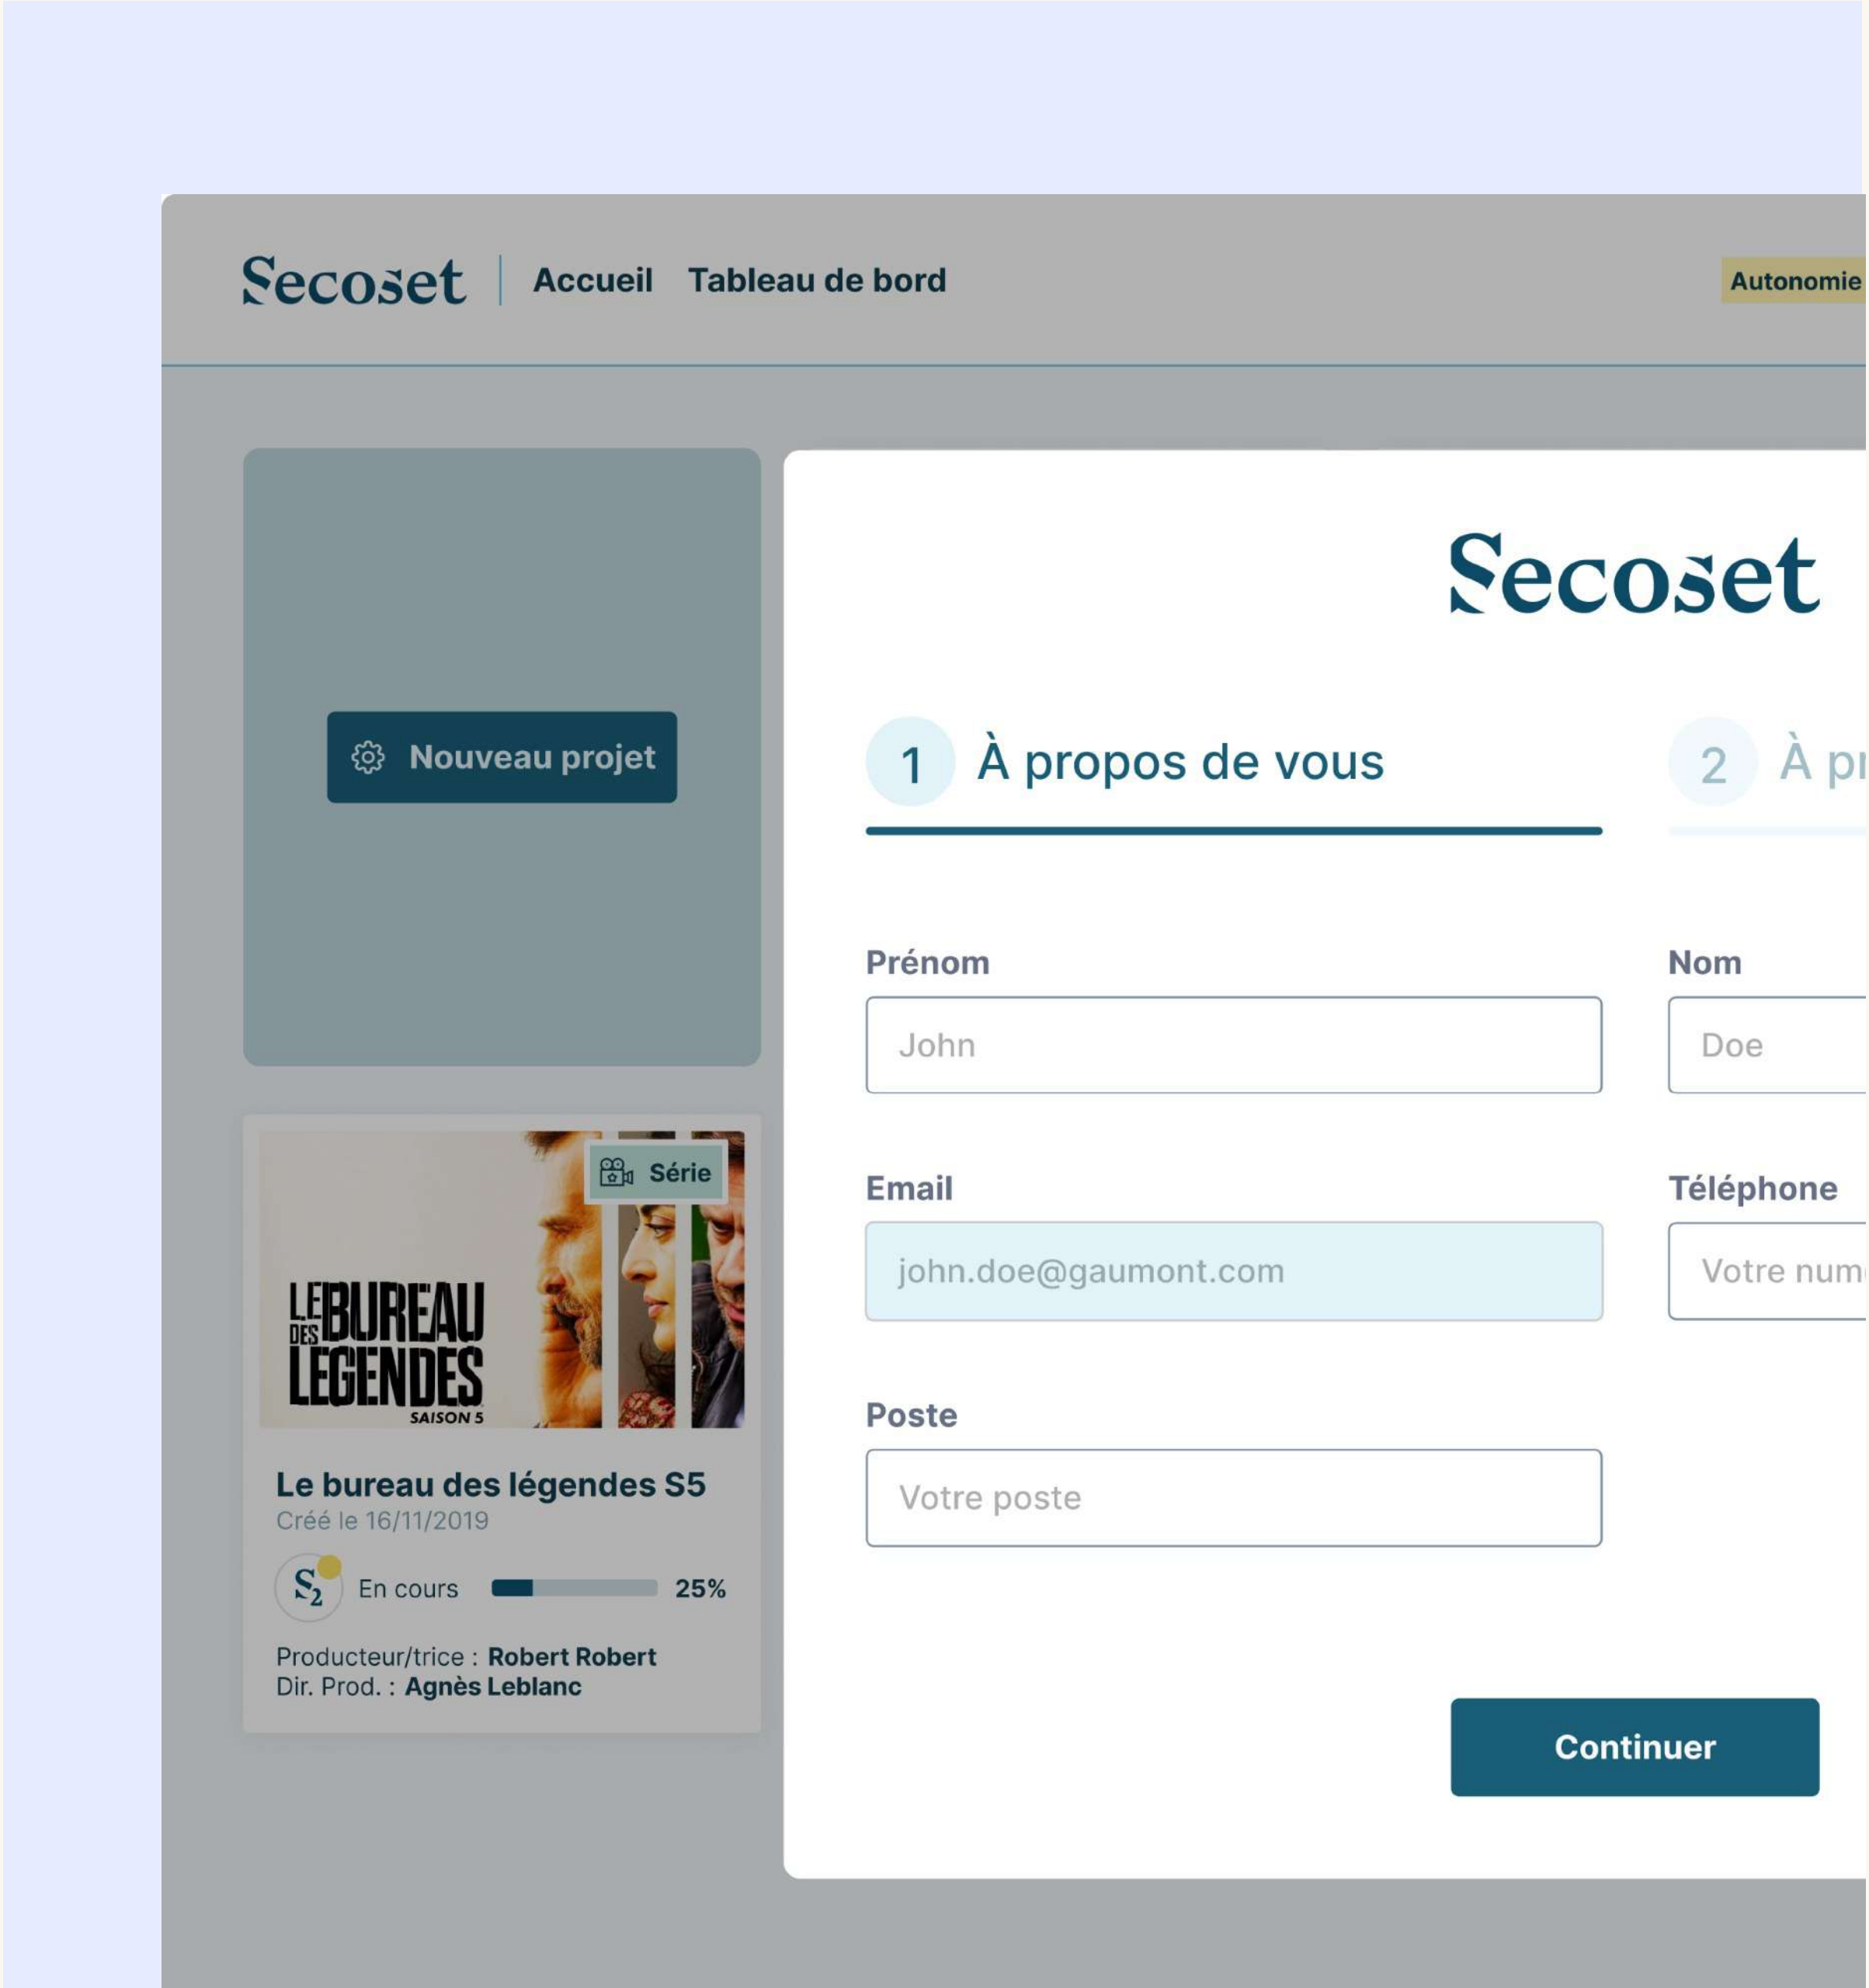 Secoset Accueil Tableau de bord Autonomie
Nouveau projet
Secoset
1 À propos de vous
2 À
Prénom
John
Nom
Doe
Email
john.doe@gaumont.com
Téléphone
Votre
Poste
Votre poste
Continuer
Série
LE BUREAU
DES
LEGENDES
SAISON 5
Le bureau des légendes S5
Créé le 16/11/2019
S2 En cours 25%
Producteur/trice : Robert Robert
Dir. Prod. : Agnès Leblanc